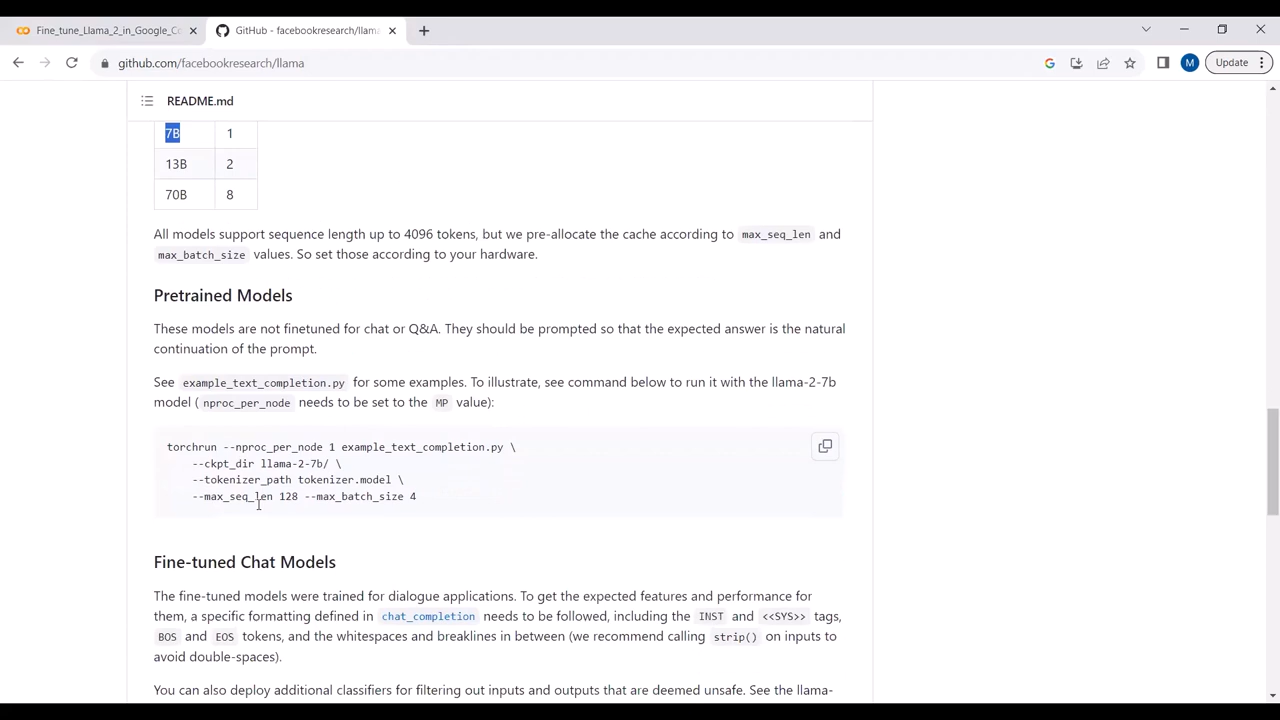 Fine_tune_Llama_2_in_Google_Co
GitHub - facebookresearch/llama
github.com/facebookresearch/llama
M
Update
README.md
7B 1
13B 2
70B 8
All models support sequence length up to 4096 tokens, but we pre-allocate the cache according to max_seq_len and
max_batch_size values. So set those according to your hardware.
Pretrained Models
These models are not finetuned for chat or Q&A. They should be prompted so that the expected answer is the natural
continuation of the prompt.
See example_text_completion.py for some examples. To illustrate, see command below to run it with the llama-2-7b
model ( nproc_per_node needs to be set to the MP value):
torchrun --nproc_per_node 1 example_text_completion.py \
--ckpt_dir llama-2-7b/ \
--tokenizer_path tokenizer.model \
--max_seq_len 128 --max_batch_size 4
Fine-tuned Chat Models
The fine-tuned models were trained for dialogue applications. To get the expected features and performance for
them, a specific formatting defined in chat_completion needs to be followed, including the INST and <<SYS>> tags,
BOS and EOS tokens, and the whitespaces and breaklines in between (we recommend calling strip() on inputs to
avoid double-spaces).
You can also deploy additional classifiers for filtering out inputs and outputs that are deemed unsafe. See the llama-